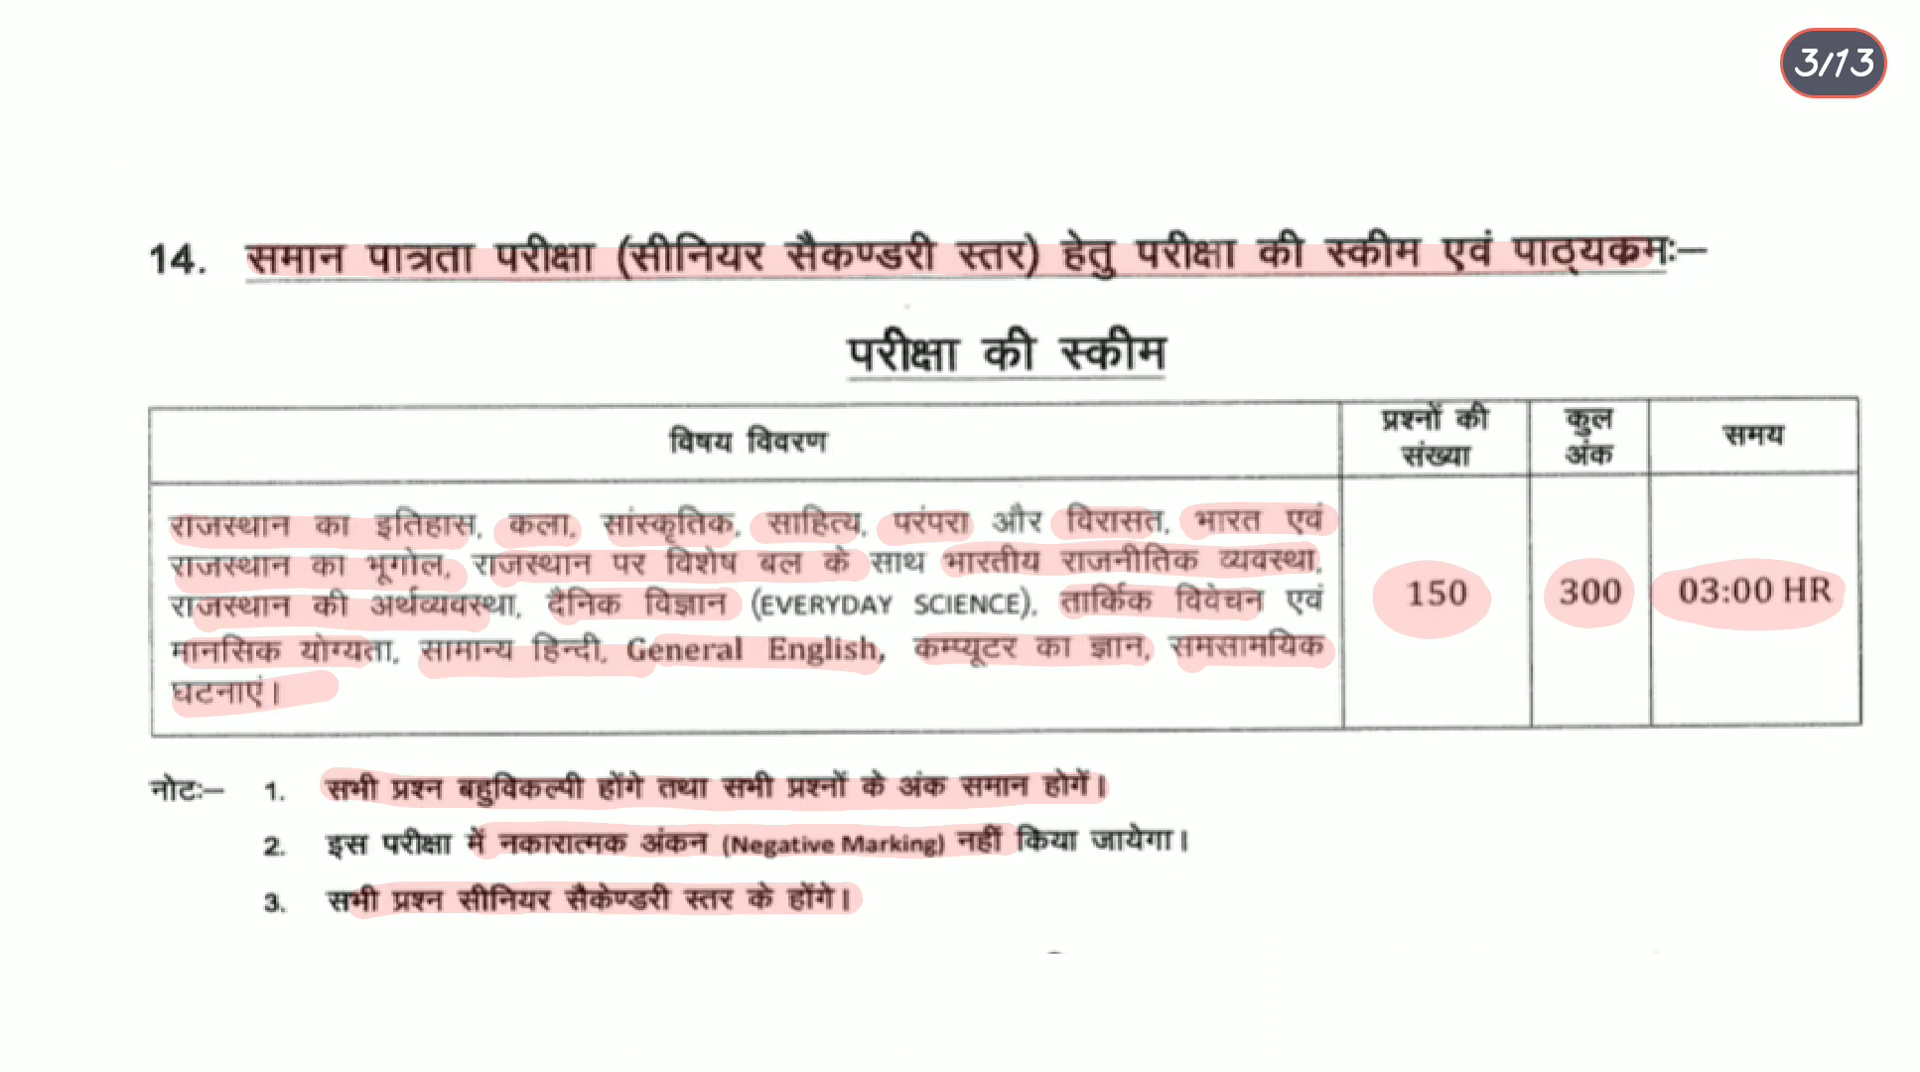 3/13
14. समान पात्रता परीक्षा (सीनियर सैकण्डरी स्तर) हेतु परीक्षा की स्कीम एवं पाठ्यक्रमः—
परीक्षा की स्कीम
विषय विवरण
प्रश्नों की
संख्या
कुल
अंक
समय
राजस्थान का इतिहास, कला, सांस्कृतिक, साहित्य, परंपरा और विरासत, भारत एवं
राजस्थान का भूगोल, राजस्थान पर विशेष बल के साथ भारतीय राजनीतिक व्यवस्था,
राजस्थान की अर्थव्यवस्था, दैनिक विज्ञान (EVERYDAY SCIENCE), तार्किक विवेचन एवं
मानसिक योग्यता, सामान्य हिन्दी, General English, कम्प्यूटर का ज्ञान, समसामयिक
घटनाएं।
150
300
03:00 HR
नोटः— 1. सभी प्रश्न बहुविकल्पी होंगे तथा सभी प्रश्नों के अंक समान होगें।
2. इस परीक्षा में नकारात्मक अंकन (Negative Marking) नहीं किया जायेगा।
3. सभी प्रश्न सीनियर सैकेण्डरी स्तर के होंगे।